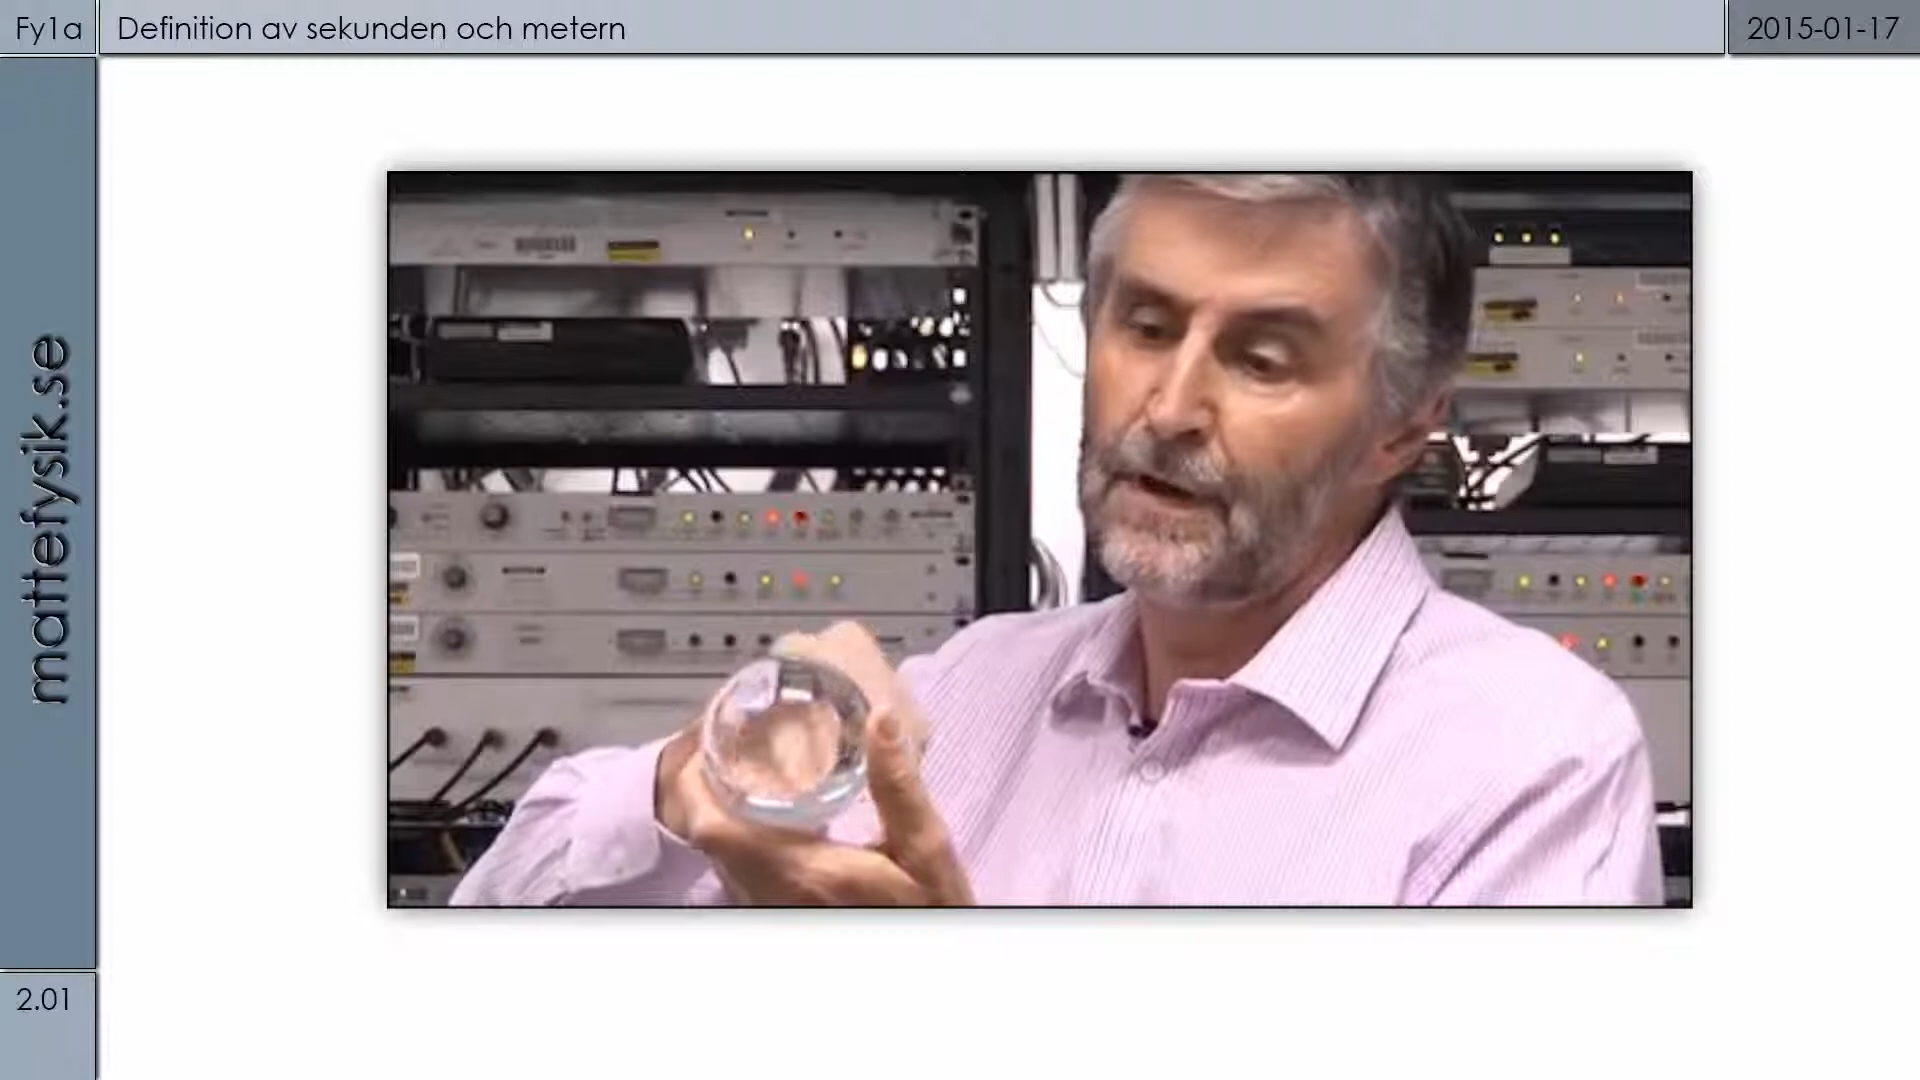 Fy1a
Definition av sekunden och metern
2015-01-17
mattefysik.se
2.01